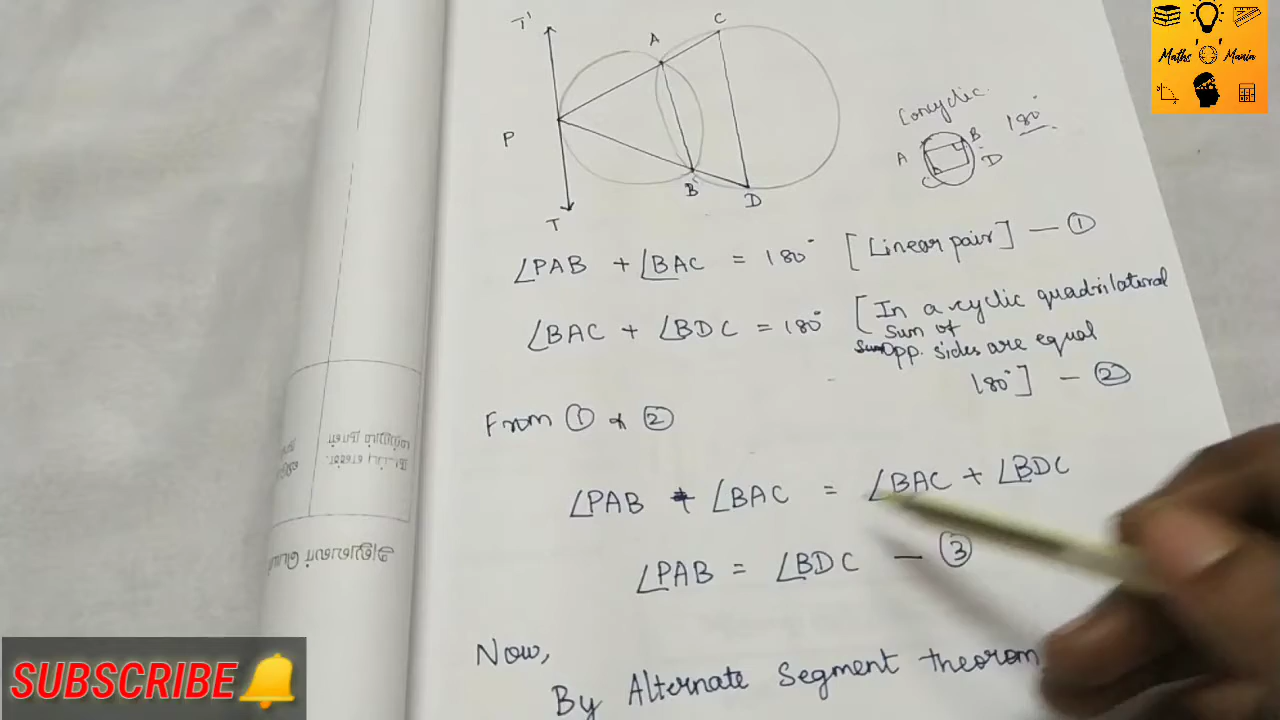 T'
C
A
P
B
D
T
Concyclic.
180°
A
B
C
D
Maths Mania
∠PAB + ∠BAC = 180° [Linear pair] — ①
∠BAC + ∠BDC = 180° [In a cyclic quadrilateral
Sum of
opp. sides are equal
180°] — ②
From ① & ②
∠PAB + ∠BAC = ∠BAC + ∠BDC
∠PAB = ∠BDC — ③
Now,
By Alternate Segment theorom
SUBSCRIBE